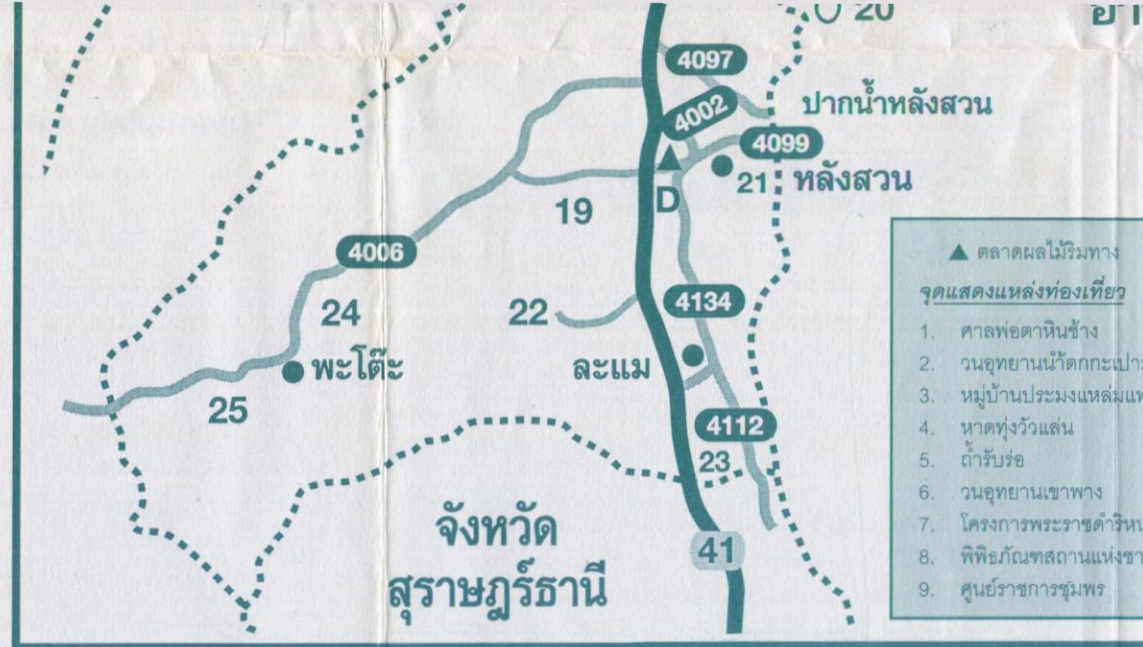 20
4097
ปากน้ำหลังสวน
4002
4099
21 หลังสวน
D
19
4006
▲ ตลาดผลไม้ริมทาง
จุดแสดงแหล่งท่องเที่ยว
1. ศาลพ่อตาหินช้าง
2. วนอุทยานน้ำตกกะเปาะ
3. หมู่บ้านประมงแหลมแท
4. หาดทุ่งวัวแล่น
5. ถ้ำรับร่อ
6. วนอุทยานเขาพาง
7. โครงการพระราชดำริหน
8. พิพิธภัณฑสถานแห่งชา
9. ศูนย์ราชการชุมพร
24
22
4134
พะโต๊ะ
ละแม
25
4112
23
จังหวัด
สุราษฎร์ธานี
41